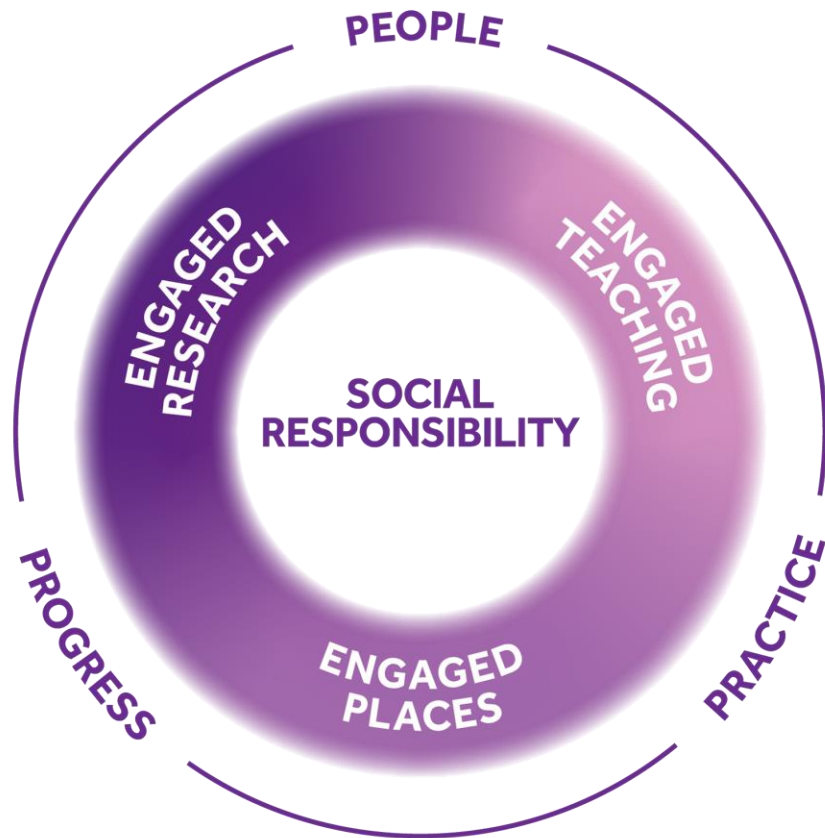 PEOPLE
ENGAGED
RESEARCH
ENGAGED
TEACHING
SOCIAL
RESPONSIBILITY
PROGRESS
PRACTICE
ENGAGED
PLACES